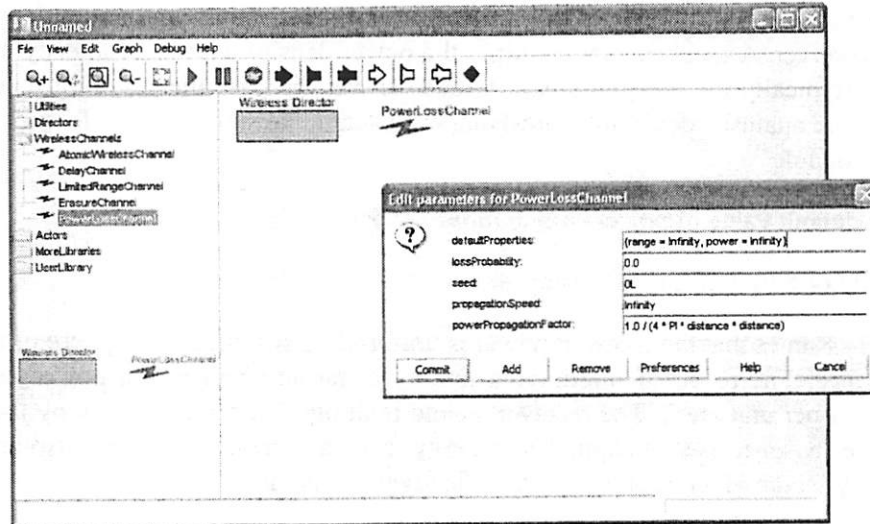 Unnamed
File View Edit Graph Debug Help
Utilities
Directors
WirelessChannels
AtomicWirelessChannel
DelayChannel
LimitedRangeChannel
ErasureChannel
PowerLossChannel
Actors
MoreLibraries
UserLibrary
Wireless Director
PowerLossChannel
Edit parameters for PowerLossChannel
defaultProperties:
{range = Infinity, power = Infinity}
lossProbability:
0.0
seed:
0L
propagationSpeed:
Infinity
powerPropagationFactor:
1.0 / (4 * PI * distance * distance)
Commit Add Remove Preferences Help Cancel
Wireless Director
PowerLossChannel